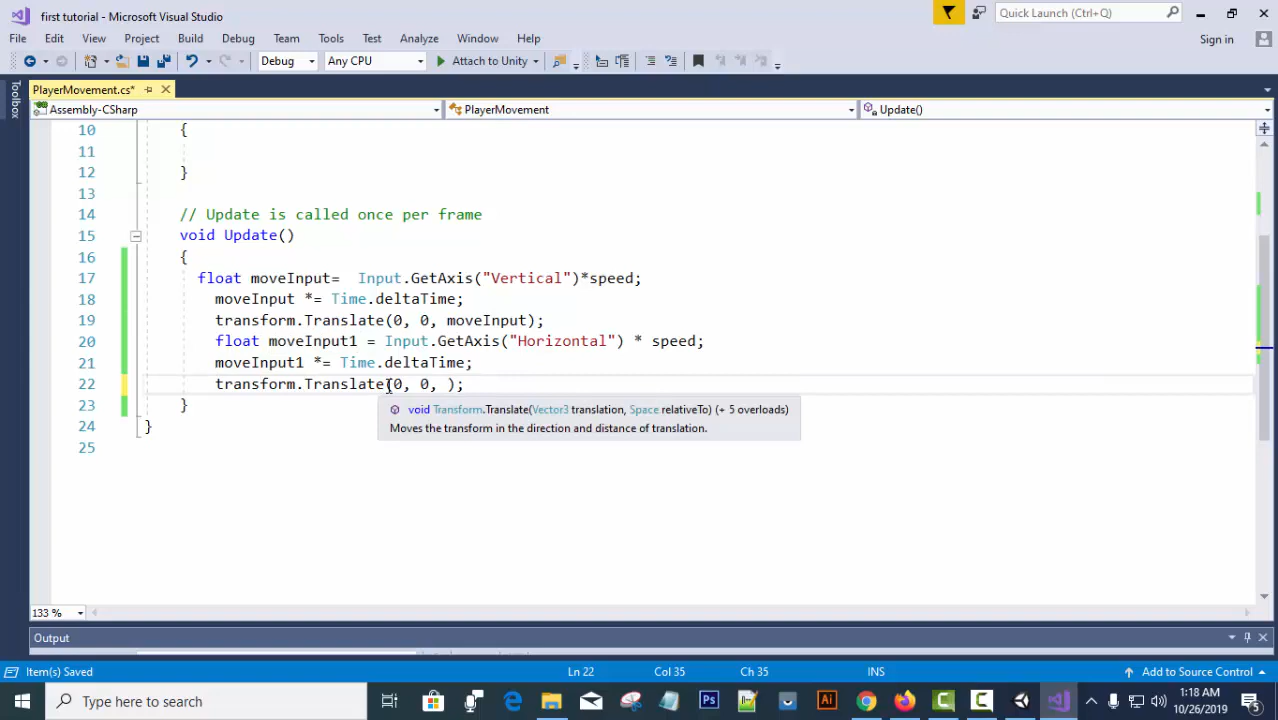 first tutorial - Microsoft Visual Studio
Quick Launch (Ctrl+Q)
File Edit View Project Build Debug Team Tools Test Analyze Window Help
Sign in
Debug Any CPU Attach to Unity
Toolbox
PlayerMovement.cs*
Assembly-CSharp PlayerMovement Update()
10 {
11
12 }
13
14 // Update is called once per frame
15 void Update()
16 {
17 float moveInput=  Input.GetAxis("Vertical")*speed;
18 moveInput *= Time.deltaTime;
19 transform.Translate(0, 0, moveInput);
20 float moveInput1 = Input.GetAxis("Horizontal") * speed;
21 moveInput1 *= Time.deltaTime;
22 transform.Translate(0, 0, );
23 }
void Transform.Translate(Vector3 translation, Space relativeTo) (+ 5 overloads)
24 }
Moves the transform in the direction and distance of translation.
25
133 %
Output
Item(s) Saved Ln 22 Col 35 Ch 35 INS Add to Source Control 5
Type here to search
1:18 AM
10/26/2019